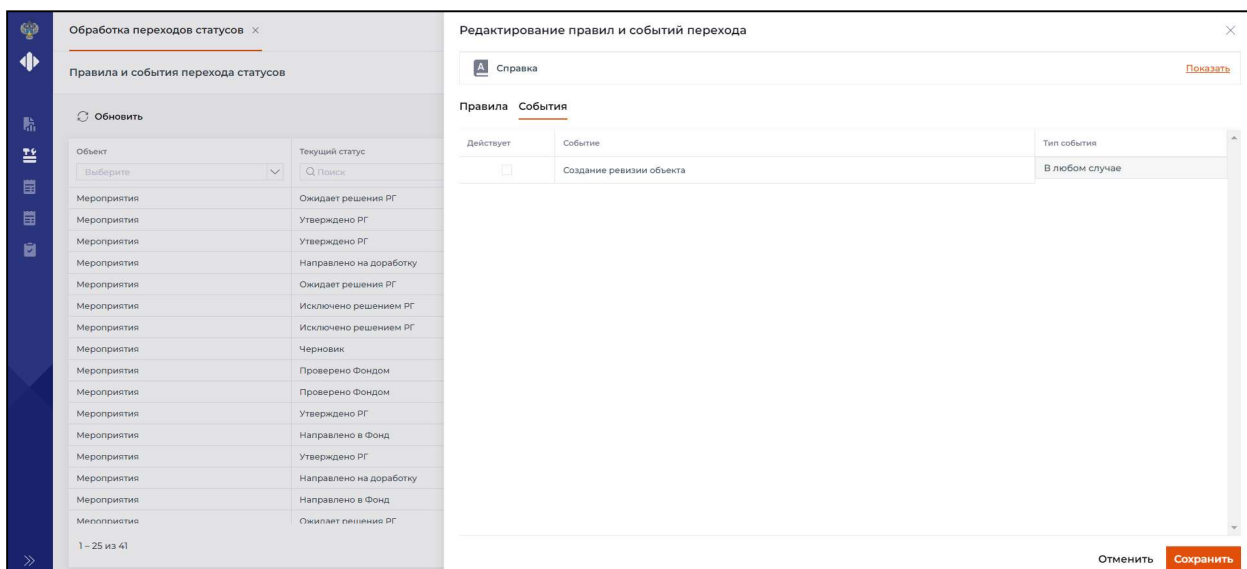 Обработка переходов статусов
Правила и события перехода статусов
Обновить
Объект Текущий статус
Выберите Поиск
Мероприятия Ожидает решения РГ
Мероприятия Утверждено РГ
Мероприятия Утверждено РГ
Мероприятия Направлено на доработку
Мероприятия Ожидает решения РГ
Мероприятия Исключено решением РГ
Мероприятия Исключено решением РГ
Мероприятия Черновик
Мероприятия Проверено Фондом
Мероприятия Проверено Фондом
Мероприятия Утверждено РГ
Мероприятия Направлено в Фонд
Мероприятия Утверждено РГ
Мероприятия Направлено на доработку
Мероприятия Направлено в Фонд
Мероприятия Ожидает решения РГ
1 – 25 из 41
Редактирование правил и событий перехода
Справка Показать
Правила События
Действует Событие Тип события
Создание ревизии объекта В любом случае
Отменить Сохранить